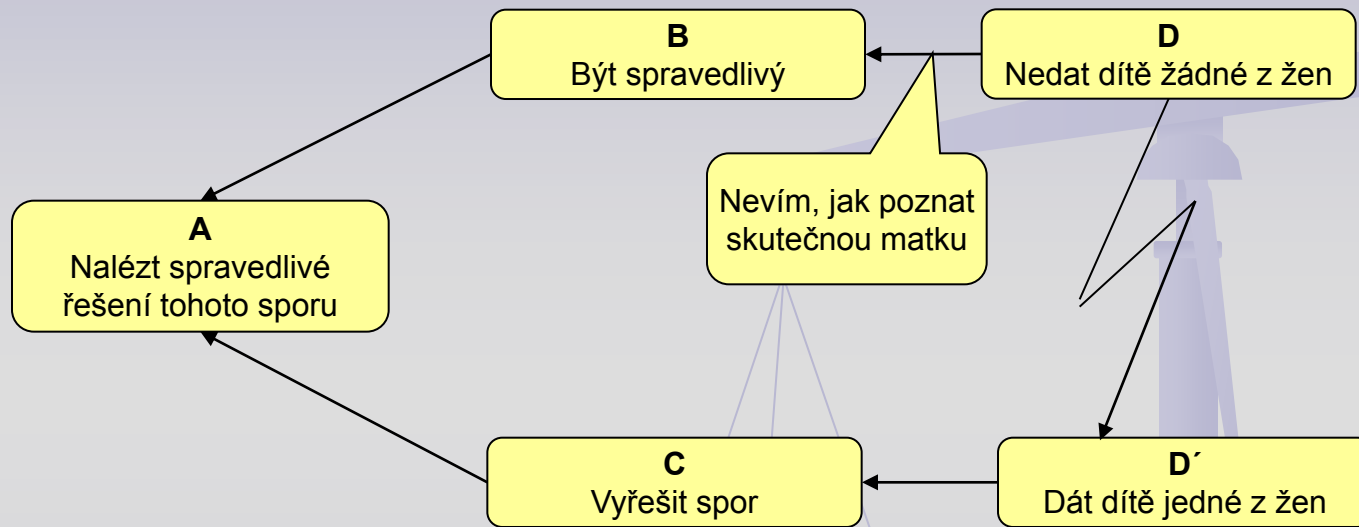 B
Být spravedlivý
D
Nedat dítě žádné z žen
Nevím, jak poznat
skutečnou matku
A
Nalézt spravedlivé
řešení tohoto sporu
C
Vyřešit spor
D´
Dát dítě jedné z žen